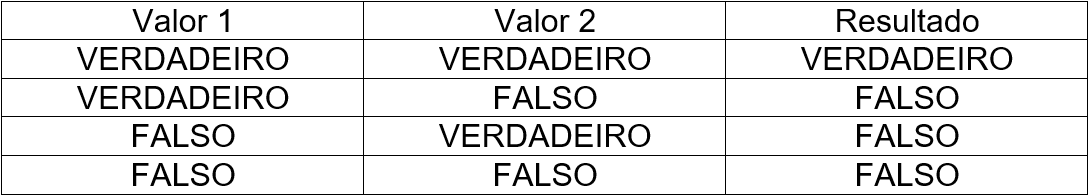 Valor 1 Valor 2 Resultado
VERDADEIRO VERDADEIRO VERDADEIRO
VERDADEIRO FALSO FALSO
FALSO VERDADEIRO FALSO
FALSO FALSO FALSO